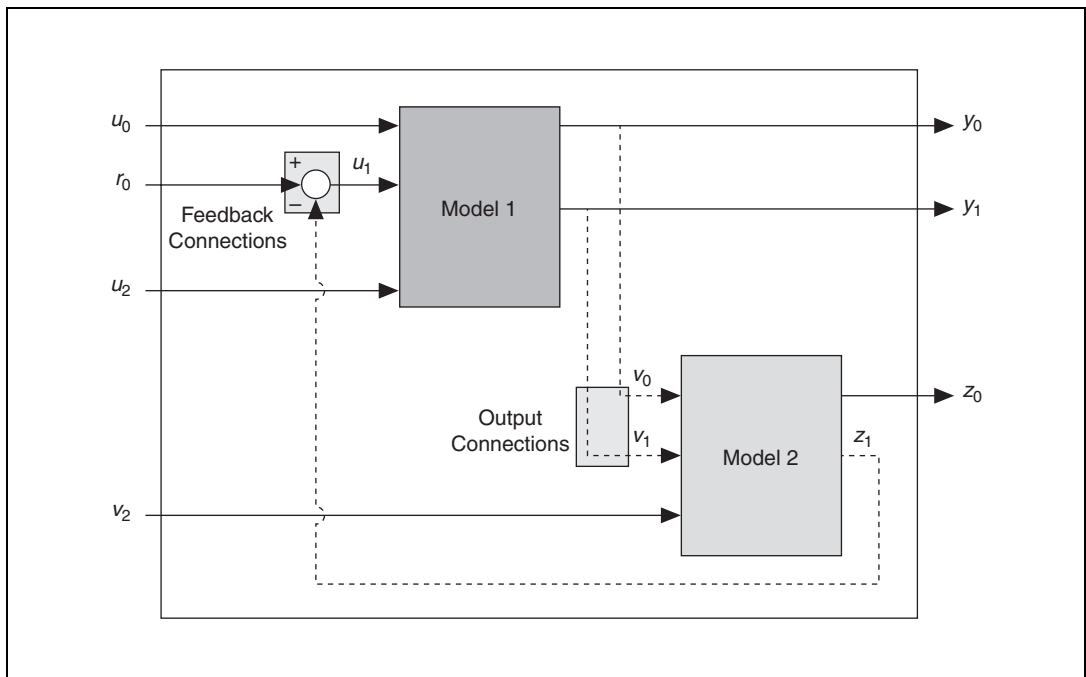 u0
y0
+
u1
r0
–
Model 1
y1
Feedback
Connections
u2
v0
z0
Output
Connections
v1
z1
Model 2
v2